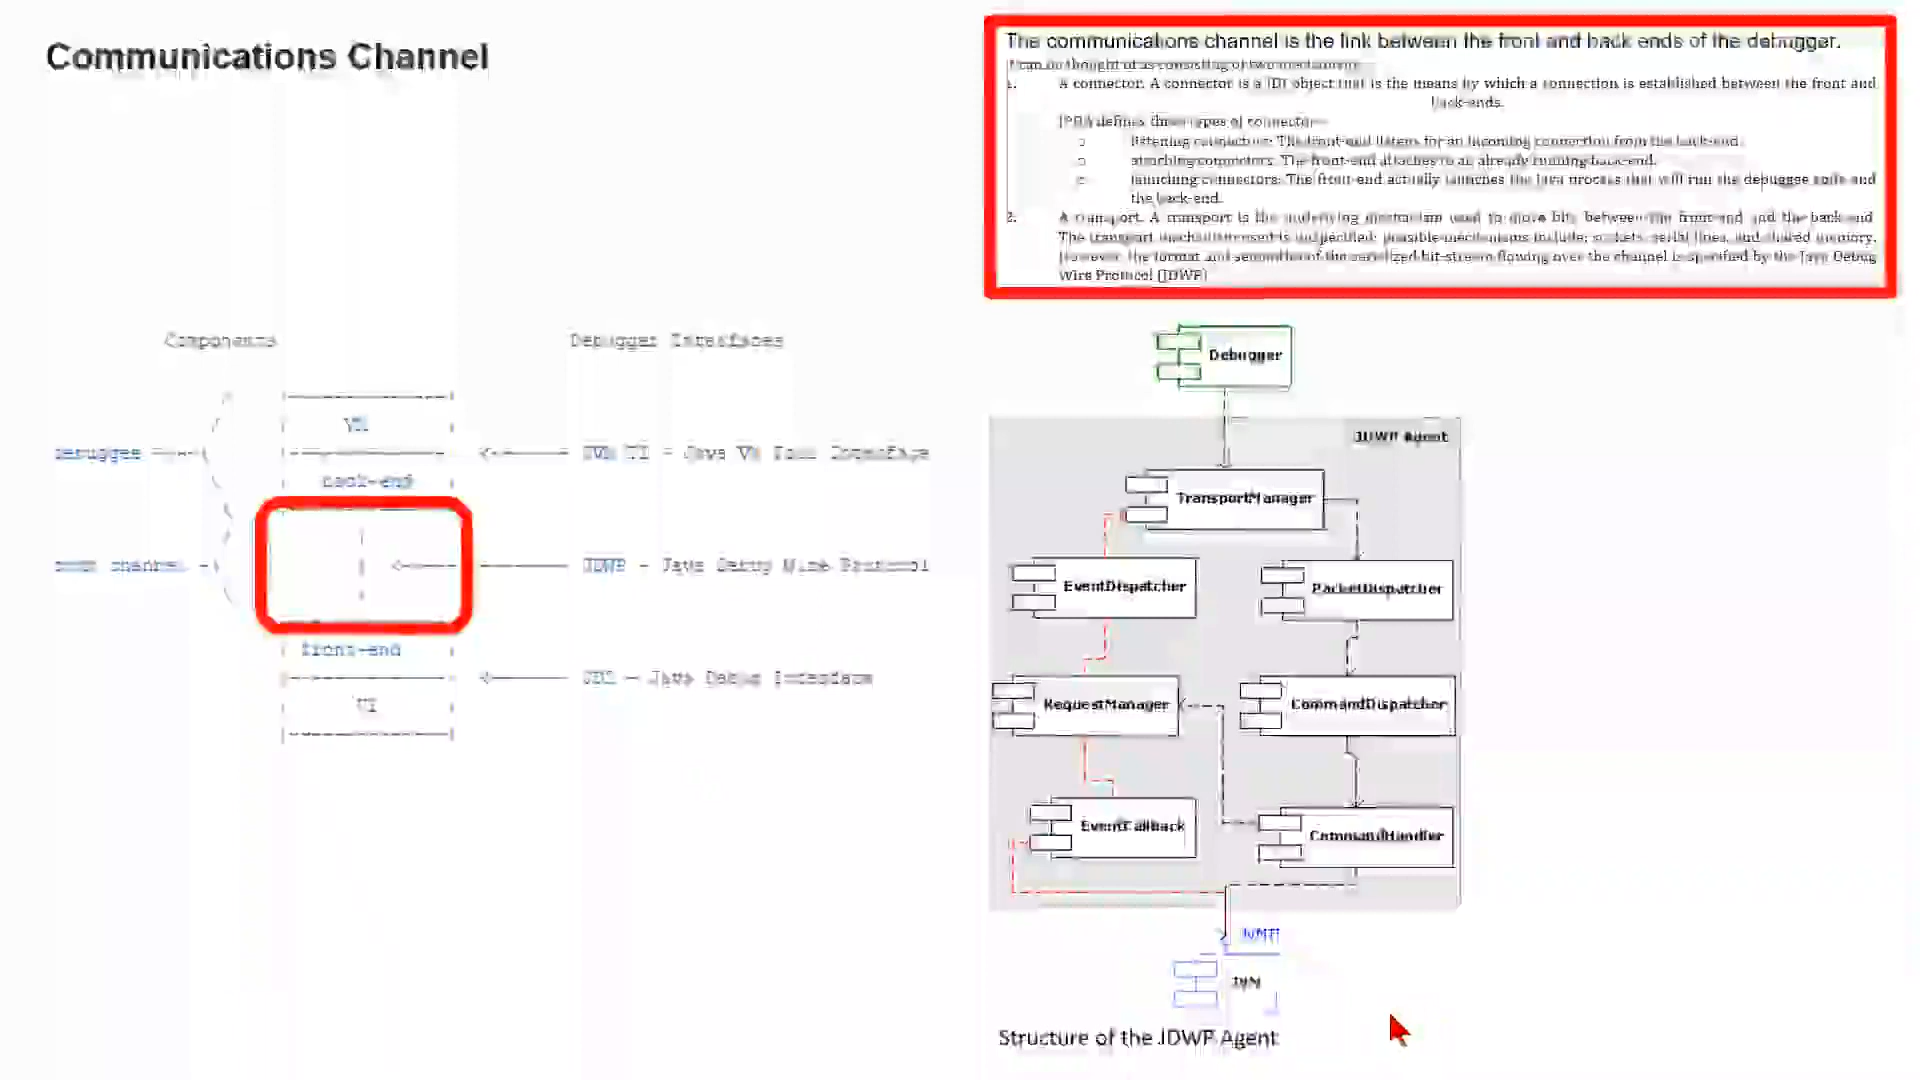 Communications Channel
The communications channel is the link between the front and back ends of the debugger.
It can be thought of as consisting of two mechanisms:
1. A connector. A connector is a JDI object that is the means by which a connection is established between the front and
back-ends.
JPDA defines three types of connectors:
listening connectors: The front-end listens for an incoming connection from the back-end.
attaching connectors: The front-end attaches to an already running back-end.
launching connectors: The front-end actually launches the java process that will run the debuggee code and
the back-end.
2. A transport. A transport is the underlying mechanism used to move bits between the front-end and the back-end.
The transport mechanism used is unspecified; possible mechanisms include: sockets, serial lines, and shared memory.
However, the format and semantics of the serialized bit-stream flowing over the channel is specified by the Java Debug
Wire Protocol (JDWP)
Components Debugger Interfaces
VM
debuggee JVM TI - Java VM Tool Interface
back-end
comm channel JDWP - Java Debug Wire Protocol
front-end
JDI - Java Debug Interface
UI
Debugger
JDWP Agent
TransportManager
EventDispatcher
PacketDispatcher
RequestManager
CommandDispatcher
EventCallback
CommandHandler
JVMTI
JVM
Structure of the JDWP Agent